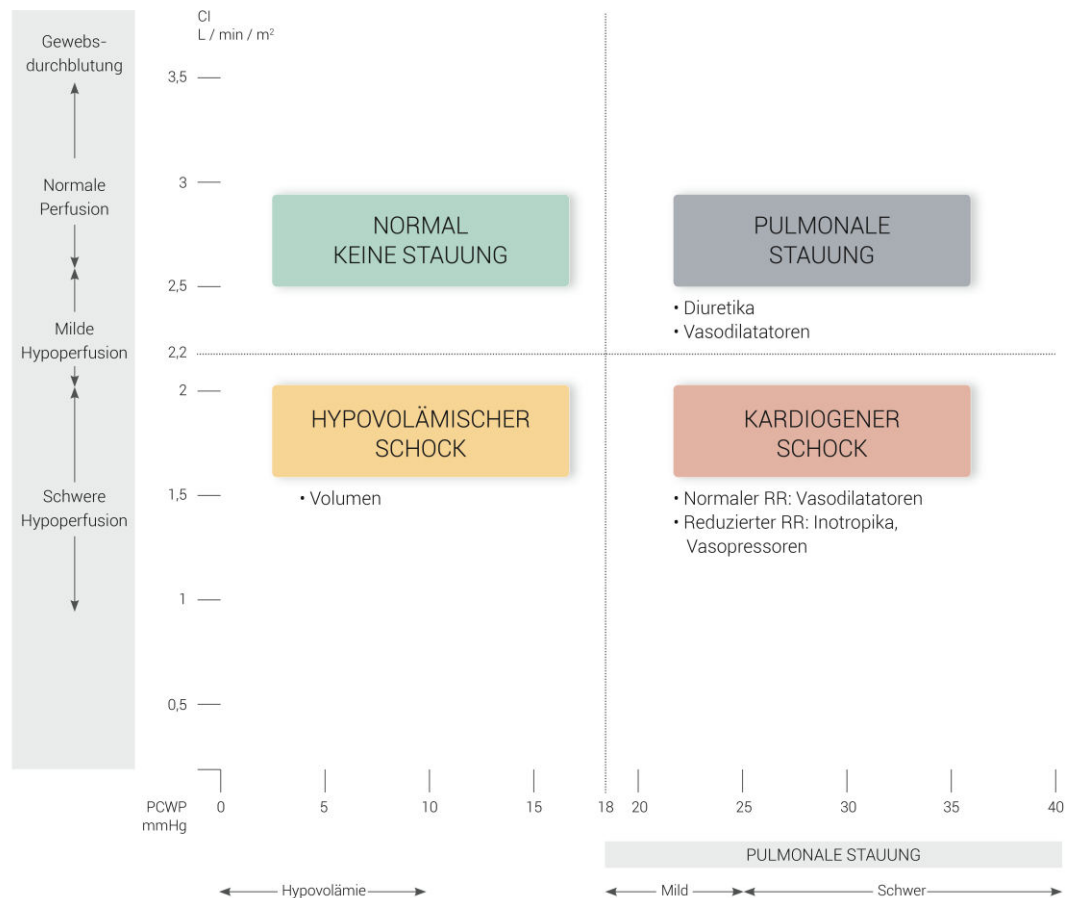 Gewebs-
durchblutung
Normale
Perfusion
Milde
Hypoperfusion
Schwere
Hypoperfusion
CI
L / min / m²
3,5
3
2,5
2,2
2
1,5
1
0,5
NORMAL
KEINE STAUUNG
PULMONALE
STAUUNG
• Diuretika
• Vasodilatatoren
HYPOVOLÄMISCHER
SCHOCK
• Volumen
KARDIOGENER
SCHOCK
• Normaler RR: Vasodilatatoren
• Reduzierter RR: Inotropika,
Vasopressoren
PCWP
mmHg
0 5 10 15 18 20 25 30 35 40
PULMONALE STAUUNG
Hypovolämie Mild Schwer